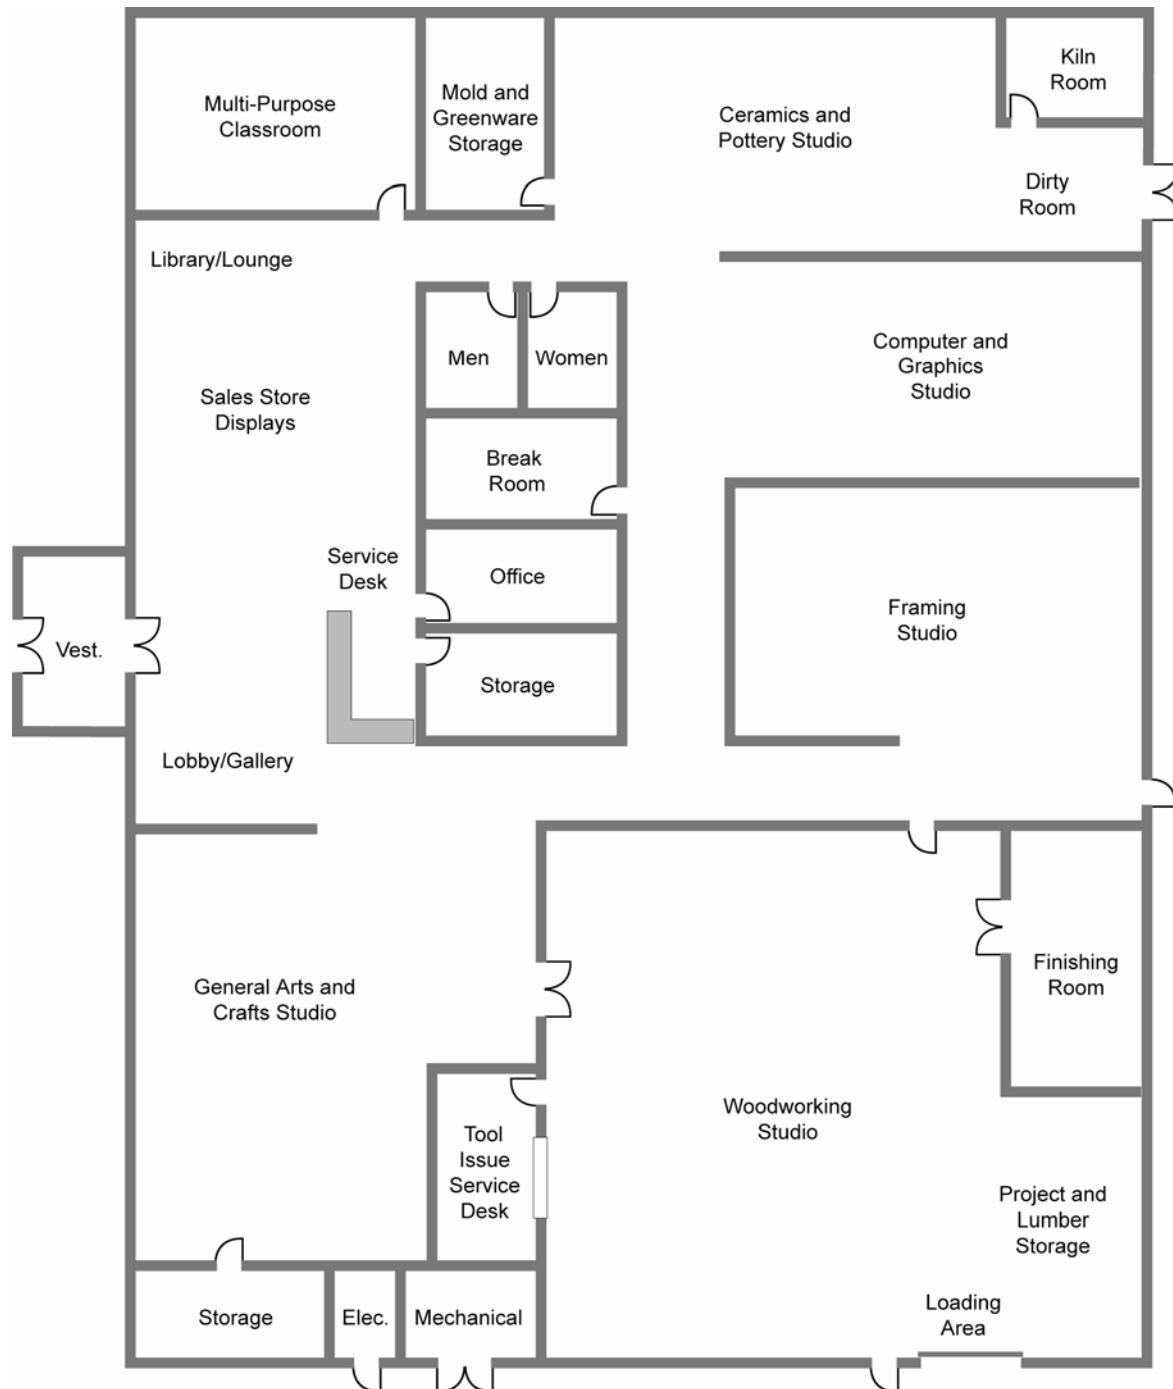 Multi-Purpose
Classroom
Mold and
Greenware
Storage
Ceramics and
Pottery Studio
Kiln
Room
Dirty
Room
Library/Lounge
Men
Women
Computer and
Graphics
Studio
Sales Store
Displays
Break
Room
Service
Desk
Office
Framing
Studio
Vest.
Storage
Lobby/Gallery
General Arts and
Crafts Studio
Finishing
Room
Woodworking
Studio
Tool
Issue
Service
Desk
Project and
Lumber
Storage
Storage
Elec.
Mechanical
Loading
Area